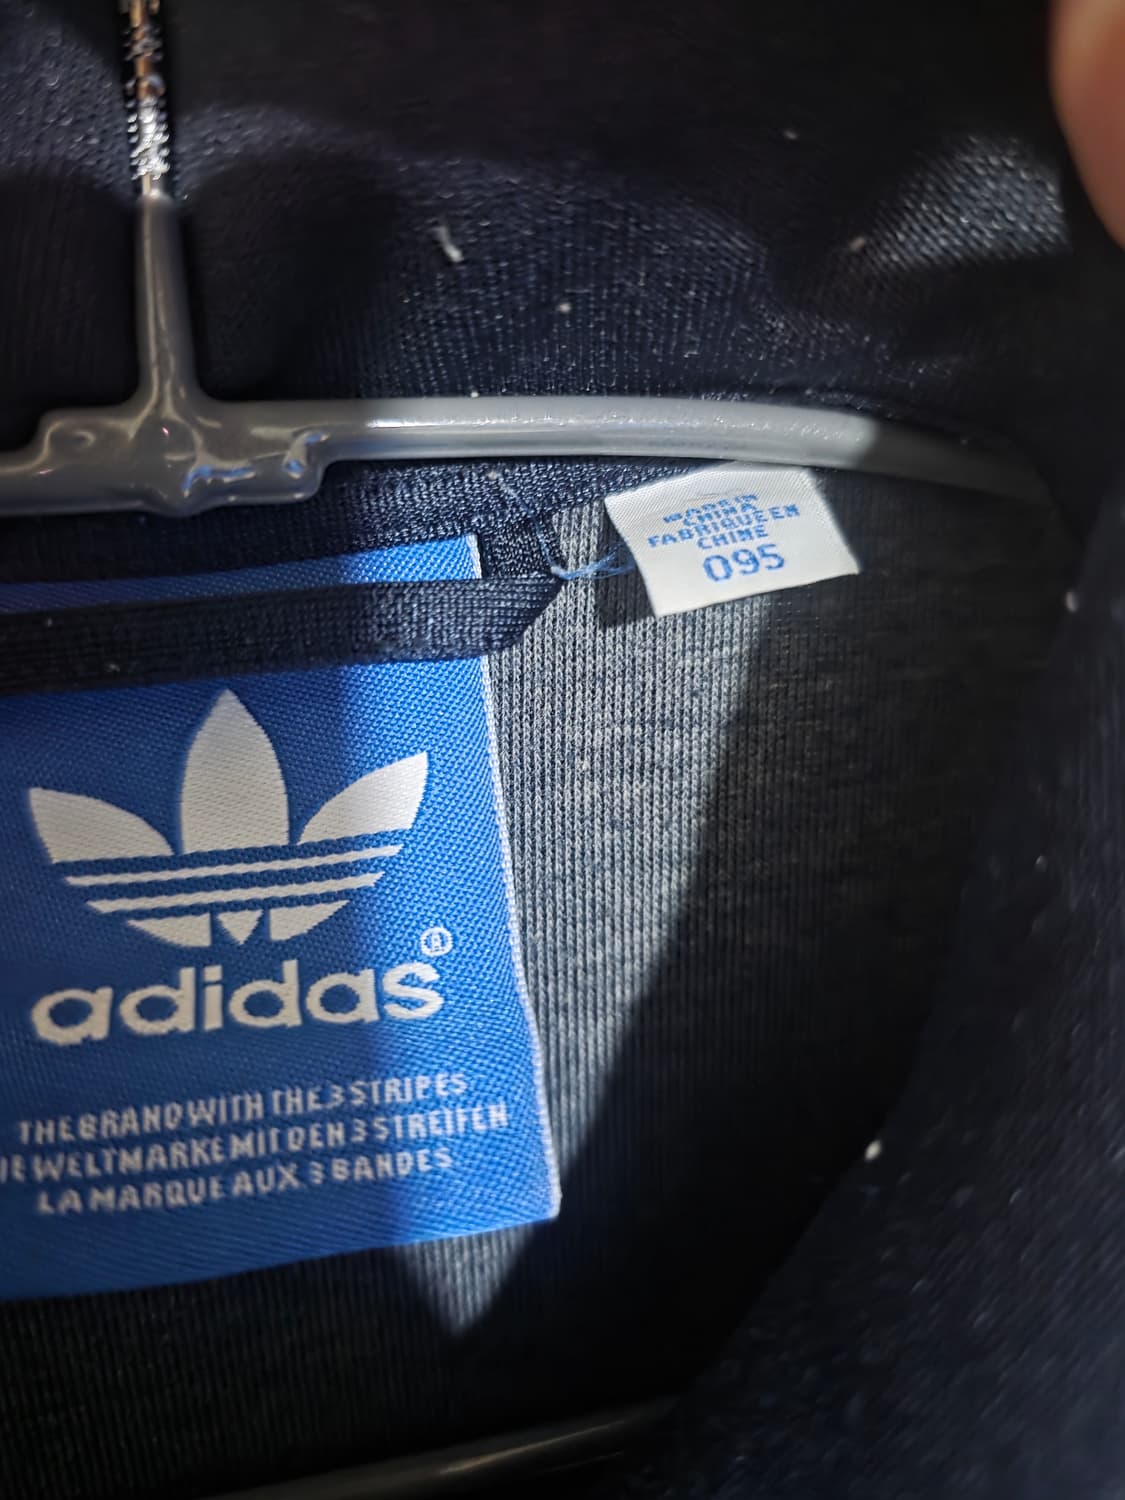 MADE IN
CHINA
FABRIQUE EN
CHINE
095
adidas®
THE BRAND WITH THE 3 STRIPES
IE WELTMARKE MIT DEN 3 STREIFEN
LA MARQUE AUX 3 BANDES